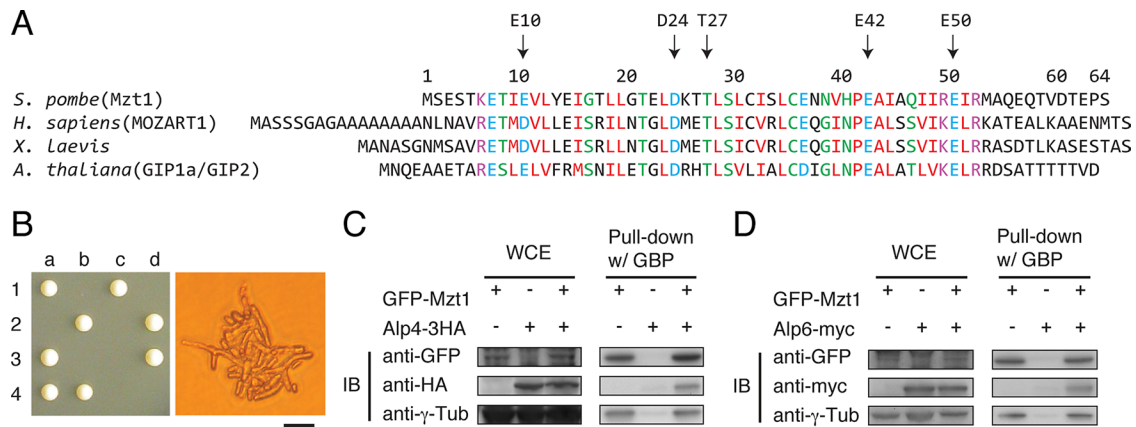 A
E10 D24 T27 E42 E50
1 10 20 30 40 50 60 64
S. pombe(Mzt1) MSESTKETIEVLYEIGTLLGTELDKTTLSLCISLCENNVHPEAIAQIIREIRMAQEQTVDTEPS
H. sapiens(MOZART1) MASSSGAGAAAAAAAANLNAVRETMDVLLEISRILNTGLDMETLSICVRLCEQGINPEALSSVIKELRKATEALKAAENMTS
X. laevis MANASGNMSAVRETMDVLLEISRLLNTGLDMETLSICVRLCEQGINPEALSSVIKELRRASDTLKASESTAS
A. thaliana(GIP1a/GIP2) MNQEAAETARESLELVFRMSNILETGLDRHTLSVLIALCDIGLNPEALATLVKELRRDSATTTTTVD
B
a b c d
1
2
3
4
C
WCE Pull-down w/ GBP
GFP-Mzt1 + - + + - +
Alp4-3HA - + + - + +
IB
anti-GFP
anti-HA
anti-γ-Tub
D
WCE Pull-down w/ GBP
GFP-Mzt1 + - + + - +
Alp6-myc - + + - + +
IB
anti-GFP
anti-myc
anti-γ-Tub